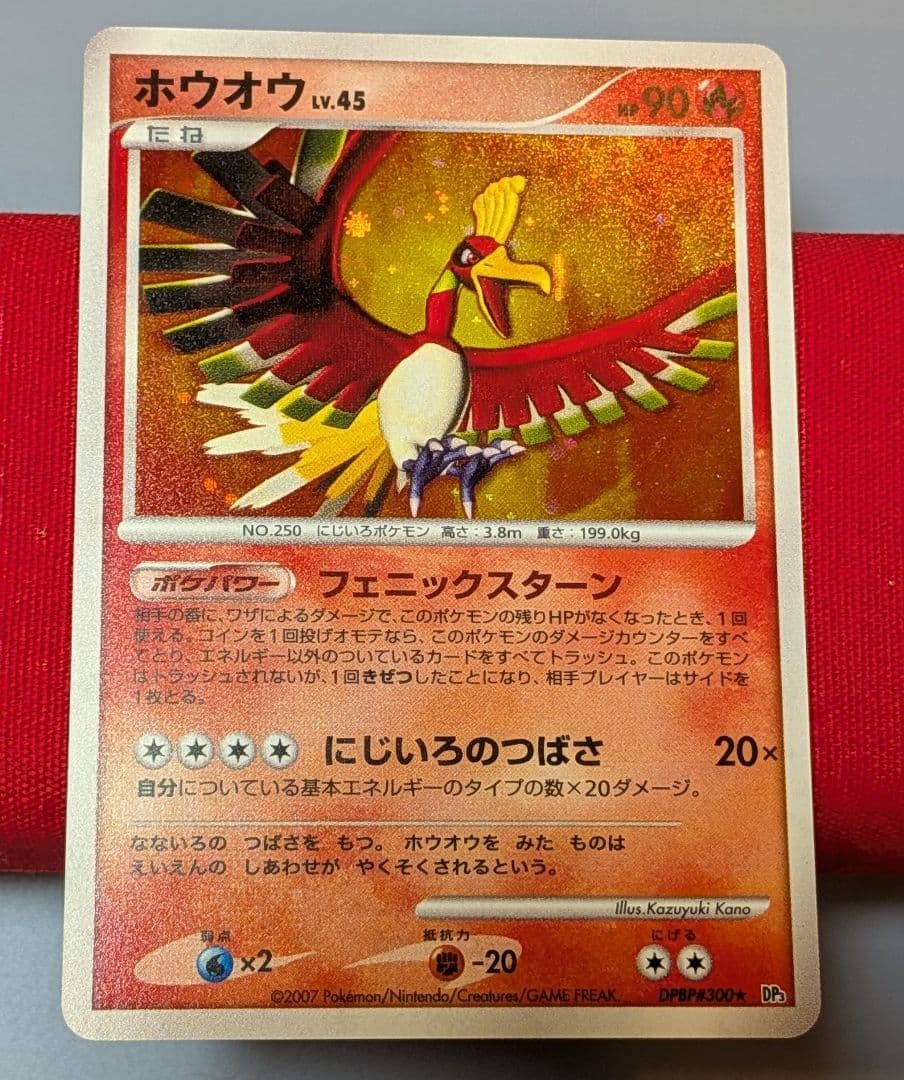 ホウオウ LV.45 HP 90
たね
NO.250 にじいろポケモン 高さ:3.8m 重さ:199.0kg
ポケパワー フェニックスターン
相手の番に、ワザによるダメージで、このポケモンの残りHPがなくなったとき、1回
使える。コインを1回投げオモテなら、このポケモンのダメージカウンターをすべ
てとり、エネルギー以外のついているカードをすべてトラッシュ。このポケモン
はトラッシュされないが、1回きぜつしたことになり、相手プレイヤーはサイドを
1枚とる。
にじいろのつばさ 20×
自分についている基本エネルギーのタイプの数×20ダメージ。
なないろの つばさを もつ。 ホウオウを みた ものは
えいえんの しあわせが やくそくされるという。
Illus.Kazuyuki Kano
弱点 抵抗力 にげる
×2 -20
©2007 Pokémon/Nintendo/Creatures/GAME FREAK. DPBP#300★ DP3